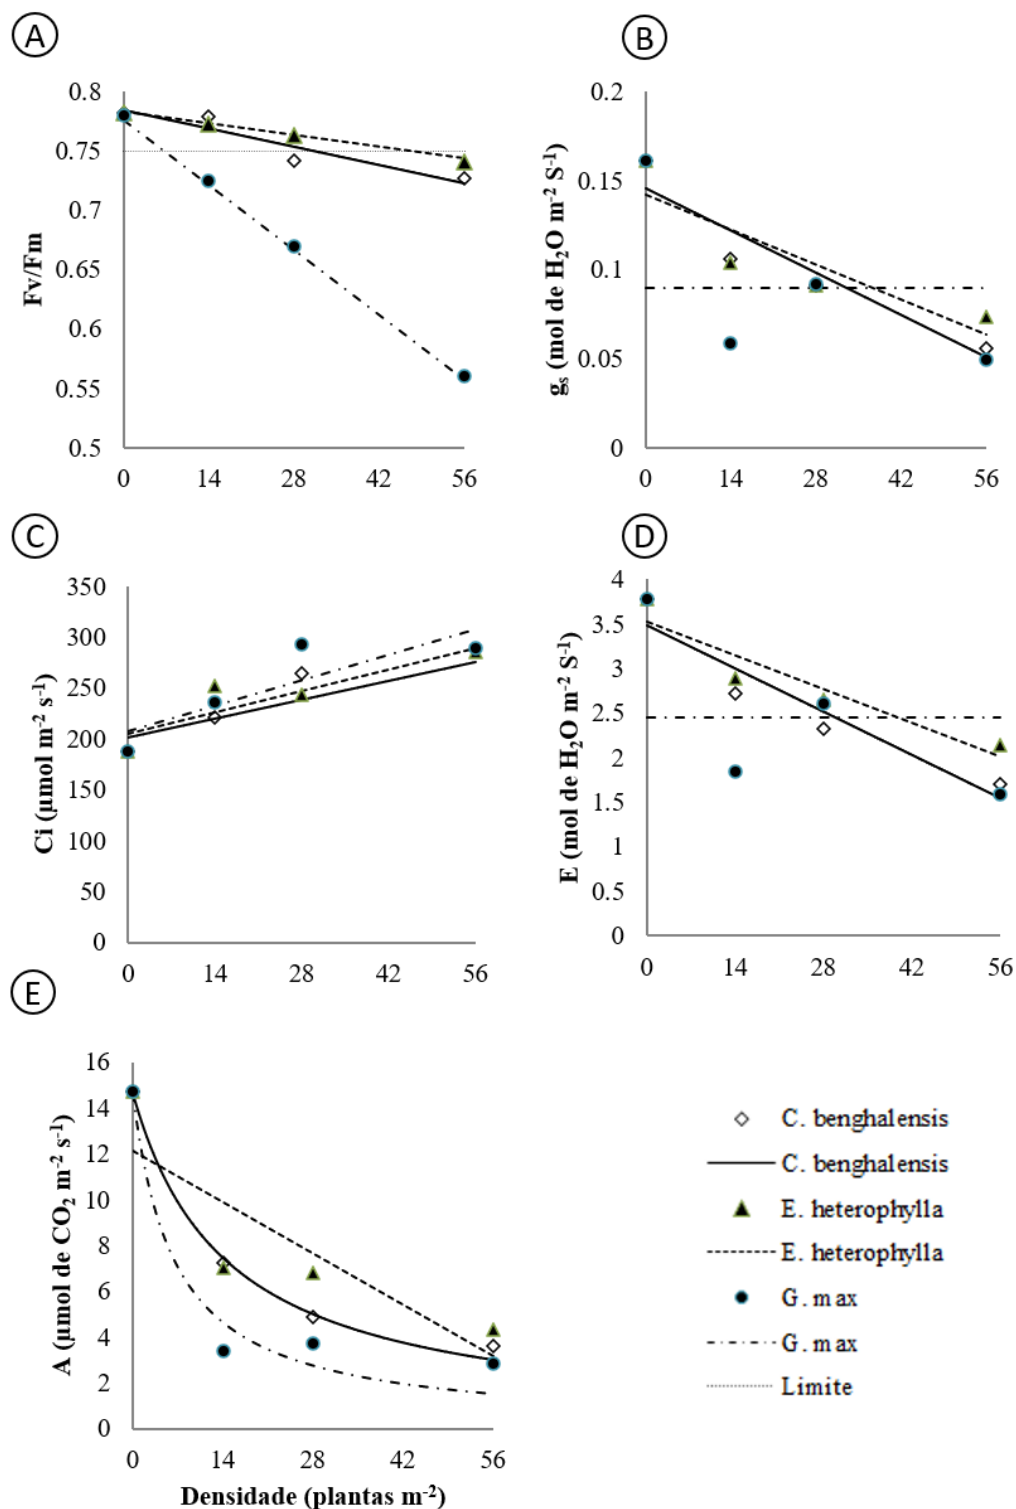 A
0.8
0.75
0.7
0.65
0.6
0.55
0.5
0 14 28 42 56
Fv/Fm
B
0.2
0.15
0.1
0.05
0
0 14 28 42 56
gs (mol de H2O m-2 S-1)
C
350
300
250
200
150
100
50
0
0 14 28 42 56
Ci (µmol m-2 s-1)
D
4
3.5
3
2.5
2
1.5
1
0.5
0
0 14 28 42 56
E (mol de H2O m-2 S-1)
E
16
14
12
10
8
6
4
2
0
0 14 28 42 56
A (µmol de CO2 m-2 s-1)
Densidade (plantas m-2)
C. benghalensis
C. benghalensis
E. heterophylla
E. heterophylla
G. max
G. max
Limite